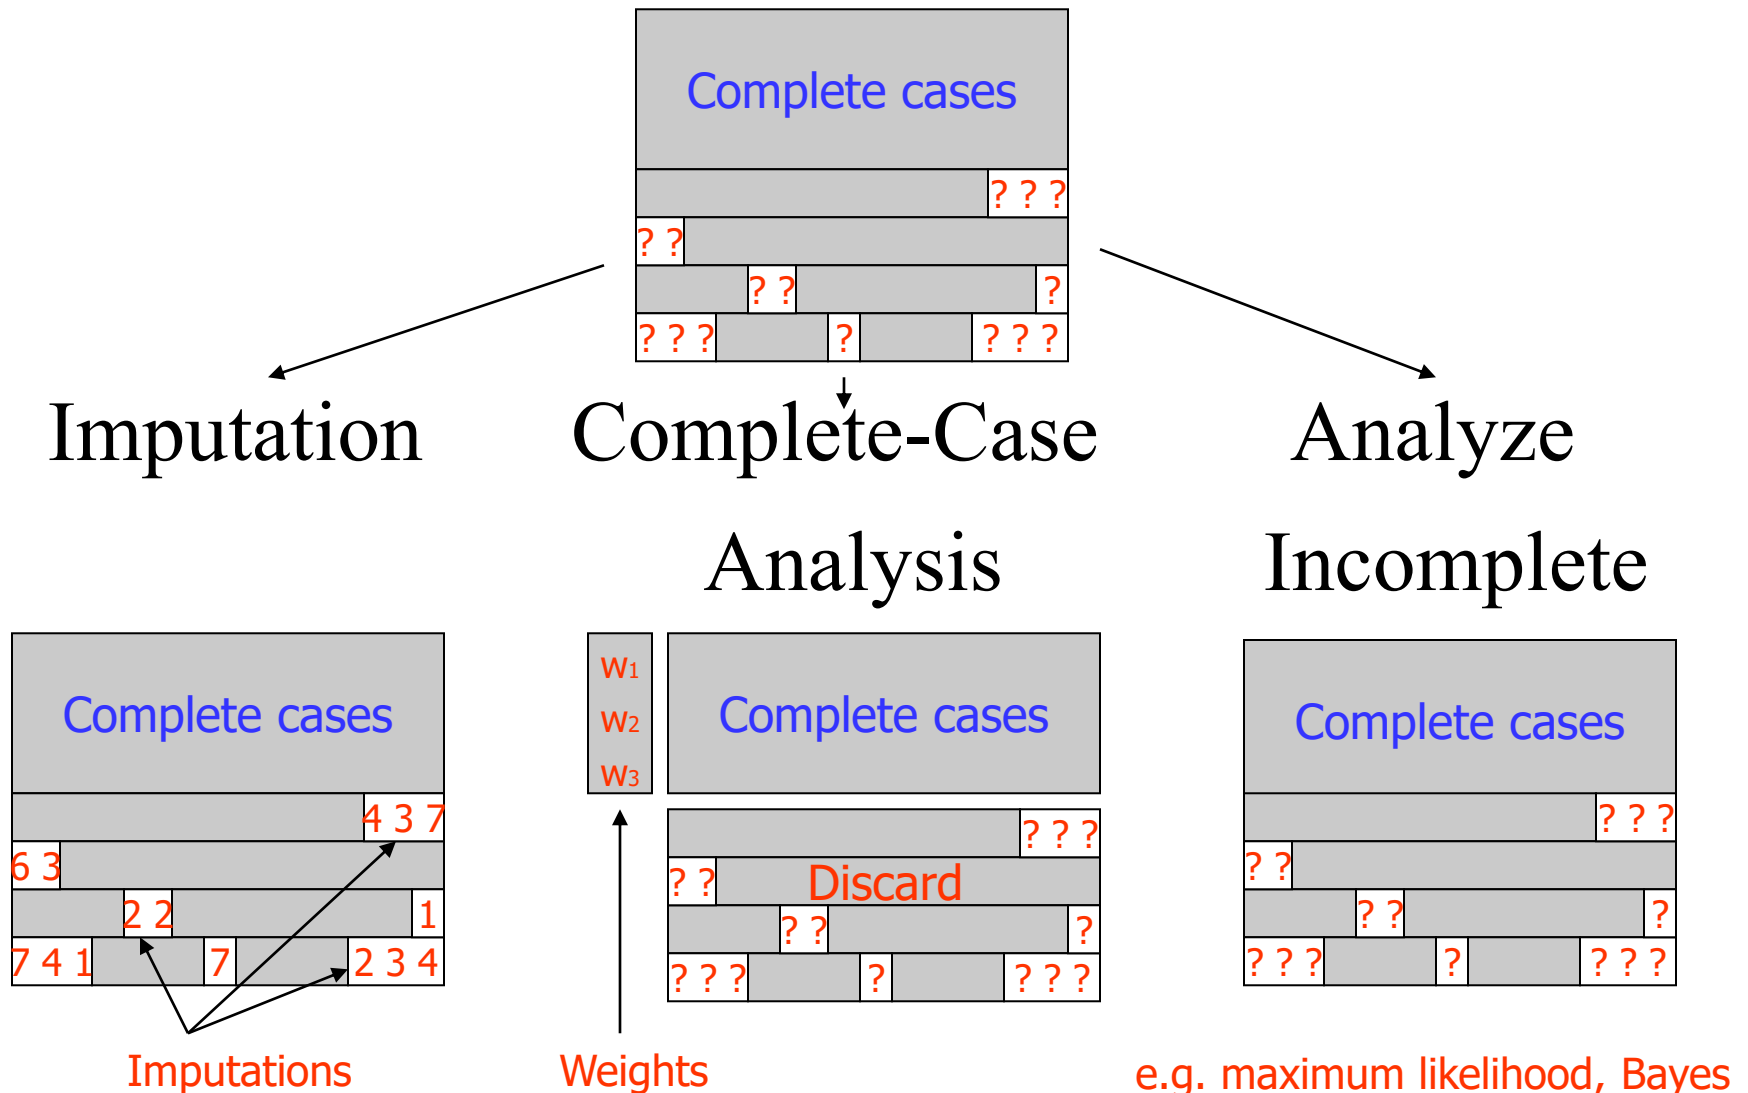 Complete cases
? ? ?
? ?
? ? ?
? ? ? ? ? ? ?
Imputation
Complete-Case
Analysis
Analyze
Incomplete
Complete cases
4 3 7
6 3
2 2 1
7 4 1 7 2 3 4
Imputations
w1
w2
w3
Complete cases
? ? ?
? ? Discard
? ? ?
? ? ? ? ? ? ?
Weights
Complete cases
? ? ?
? ?
? ? ?
? ? ? ? ? ? ?
e.g. maximum likelihood, Bayes